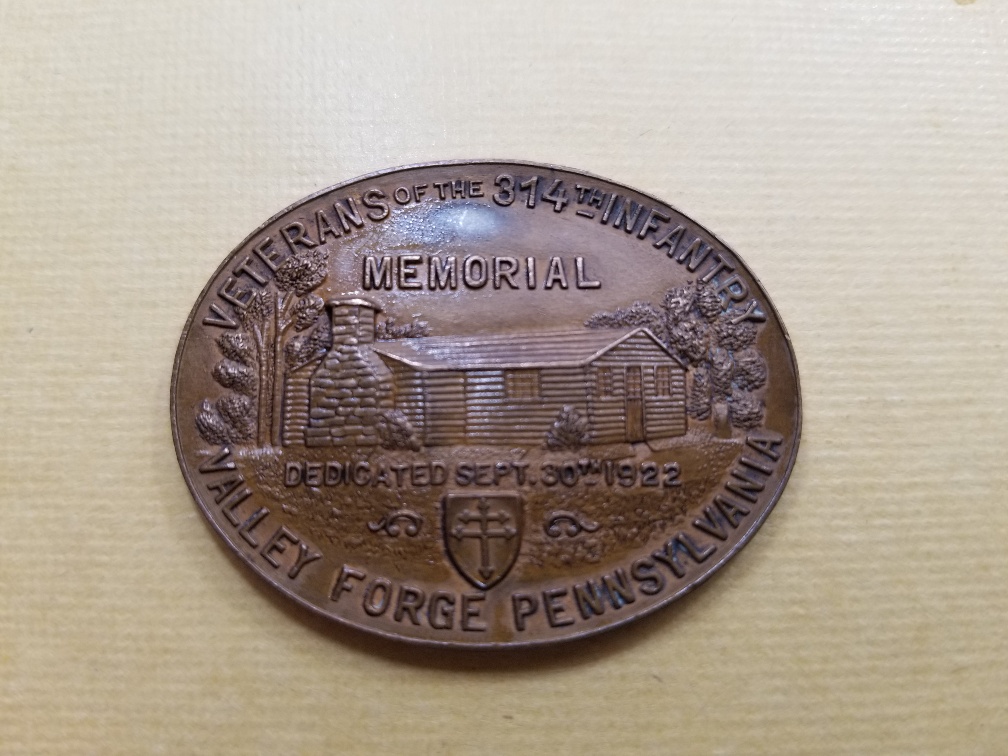 VETERANS OF THE 314TH INFANTRY
MEMORIAL
DEDICATED SEPT. 30TH 1922
VALLEY FORGE PENNSYLVANIA